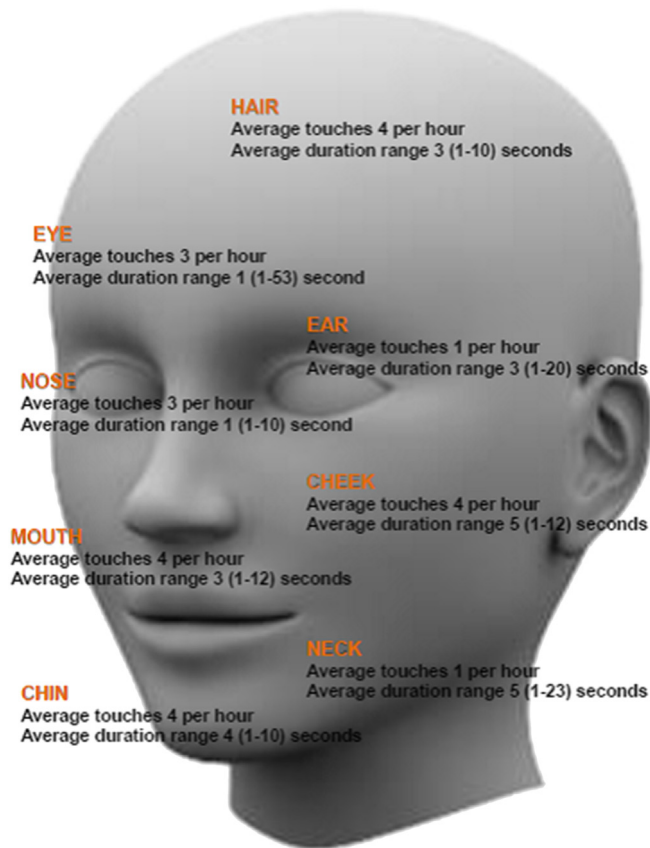 HAIR
Average touches 4 per hour
Average duration range 3 (1-10) seconds
EYE
Average touches 3 per hour
Average duration range 1 (1-53) second
EAR
Average touches 1 per hour
Average duration range 3 (1-20) seconds
NOSE
Average touches 3 per hour
Average duration range 1 (1-10) second
CHEEK
Average touches 4 per hour
Average duration range 5 (1-12) seconds
MOUTH
Average touches 4 per hour
Average duration range 3 (1-12) seconds
NECK
Average touches 1 per hour
Average duration range 5 (1-23) seconds
CHIN
Average touches 4 per hour
Average duration range 4 (1-10) seconds